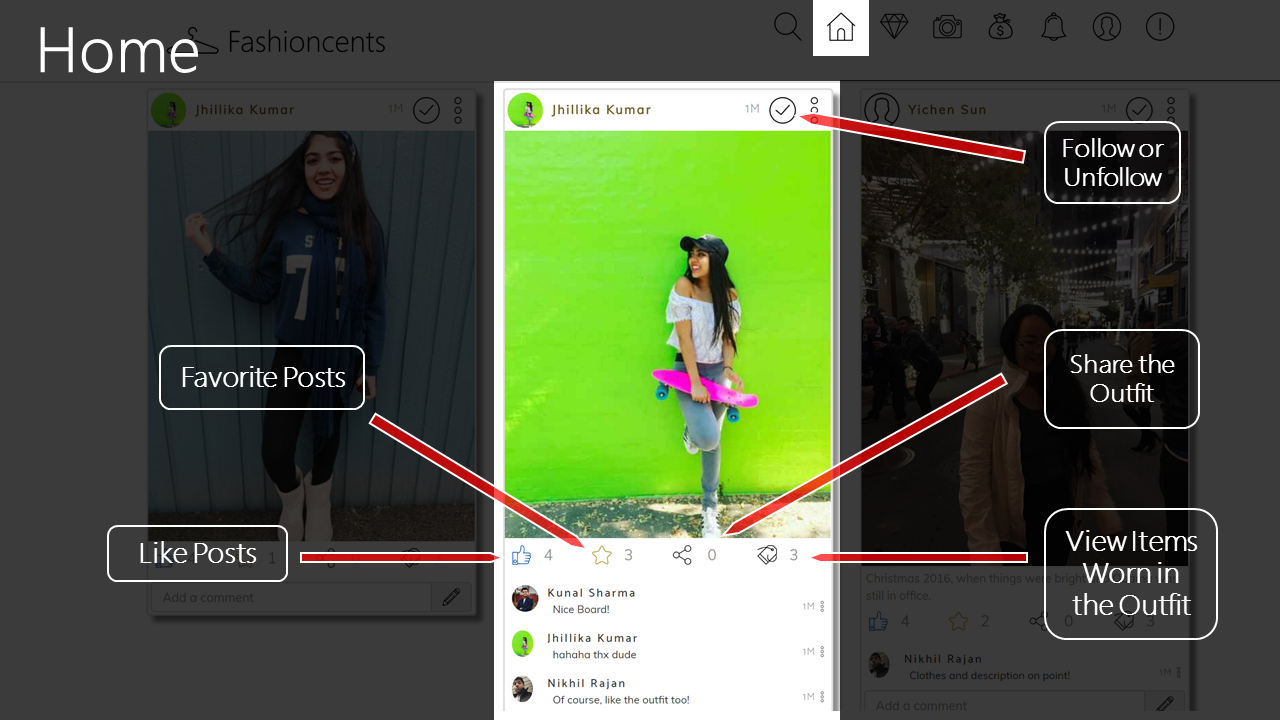 Home
Fashioncents
Jhillika Kumar
1M
Jhillika Kumar
1M
Yichen Sun
1M
Follow or
Unfollow
Share the
Outfit
Favorite Posts
Like Posts
View Items
Worn in
the Outfit
S
7
1
Add a comment
4
3
0
3
Kunal Sharma
Nice Board!
1M
Jhillika Kumar
hahaha thx dude
1M
Nikhil Rajan
Of course, like the outfit too!
1M
Christmas 2016, when things were bright
still in office.
4
2
0
3
Nikhil Rajan
Clothes and description on point!
1M
Add a comment